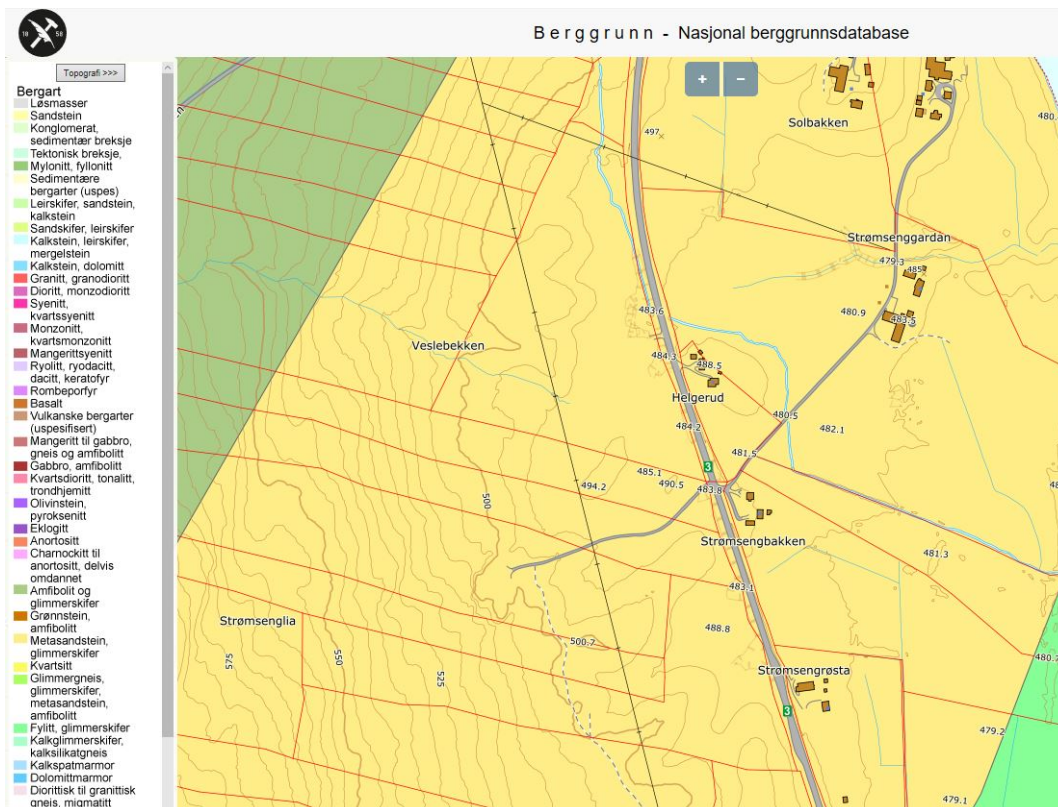 18 58
Berggrunn - Nasjonal berggrunnsdatabase
Topografi >>>
Bergart
Løsmasser
Sandstein
Konglomerat,
sedimentær breksje
Tektonisk breksje,
Mylonitt, fyllonitt
Sedimentære
bergarter (uspes)
Leirskifer, sandstein,
kalkstein
Sandskifer, leirskifer
Kalkstein, leirskifer,
mergelstein
Kalkstein, dolomitt
Granitt, granodioritt
Dioritt, monzodioritt
Syenitt,
kvartssyenitt
Monzonitt,
kvartsmonzonitt
Mangerittsyenitt
Ryolitt, ryodacitt,
dacitt, keratofyr
Rombeporfyr
Basalt
Vulkanske bergarter
(uspesifisert)
Mangeritt til gabbro,
gneis og amfibolitt
Gabbro, amfibolitt
Kvartsdioritt, tonalitt,
trondhjemitt
Olivinstein,
pyroksenitt
Eklogitt
Anortositt
Charnockitt til
anortositt, delvis
omdannet
Amfibolit og
glimmerskifer
Grønnstein,
amfibolitt
Metasandstein,
glimmerskifer
Kvartsitt
Glimmergneis,
glimmerskifer,
metasandstein,
amfibolitt
Fylitt, glimmerskifer
Kalkglimmerskifer,
kalksilikatgneis
Kalkspatmarmor
Dolomittmarmor
Diorittisk til granittisk
gneis, migmatitt
+ −
Solbakken
497
480.
Strømsenggardan
479.3
485
480.9
483.5
483.6
Veslebekken
484.3
488.5
Helgerud
480.5
484.2
482.1
481.5
3
485.1
494.2
490.5
483.8
500
Strømsengbakken
481.3
483.1
Strømsenglia
488.8
500.7
575
550
525
Strømsengrøsta
3
479.2
479.1